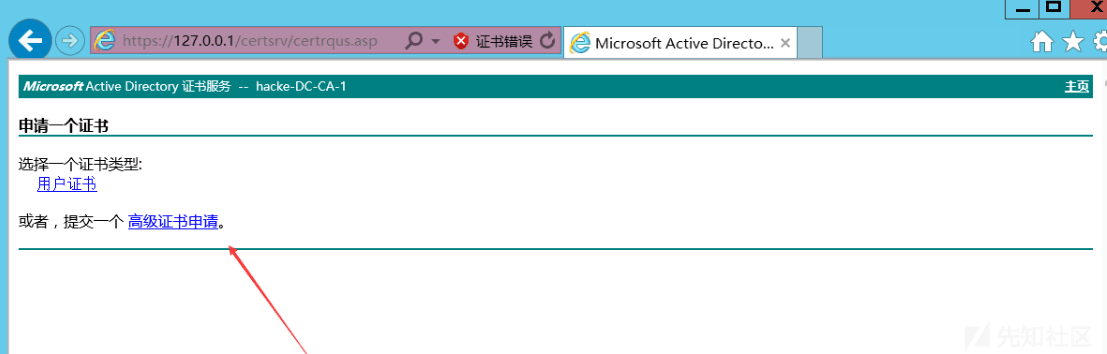 https://127.0.0.1/certsrv/certrqus.asp
证书错误
Microsoft Active Directo...
Microsoft Active Directory 证书服务 -- hacke-DC-CA-1
主页
申请一个证书
选择一个证书类型:
用户证书
或者，提交一个 高级证书申请。
先知社区